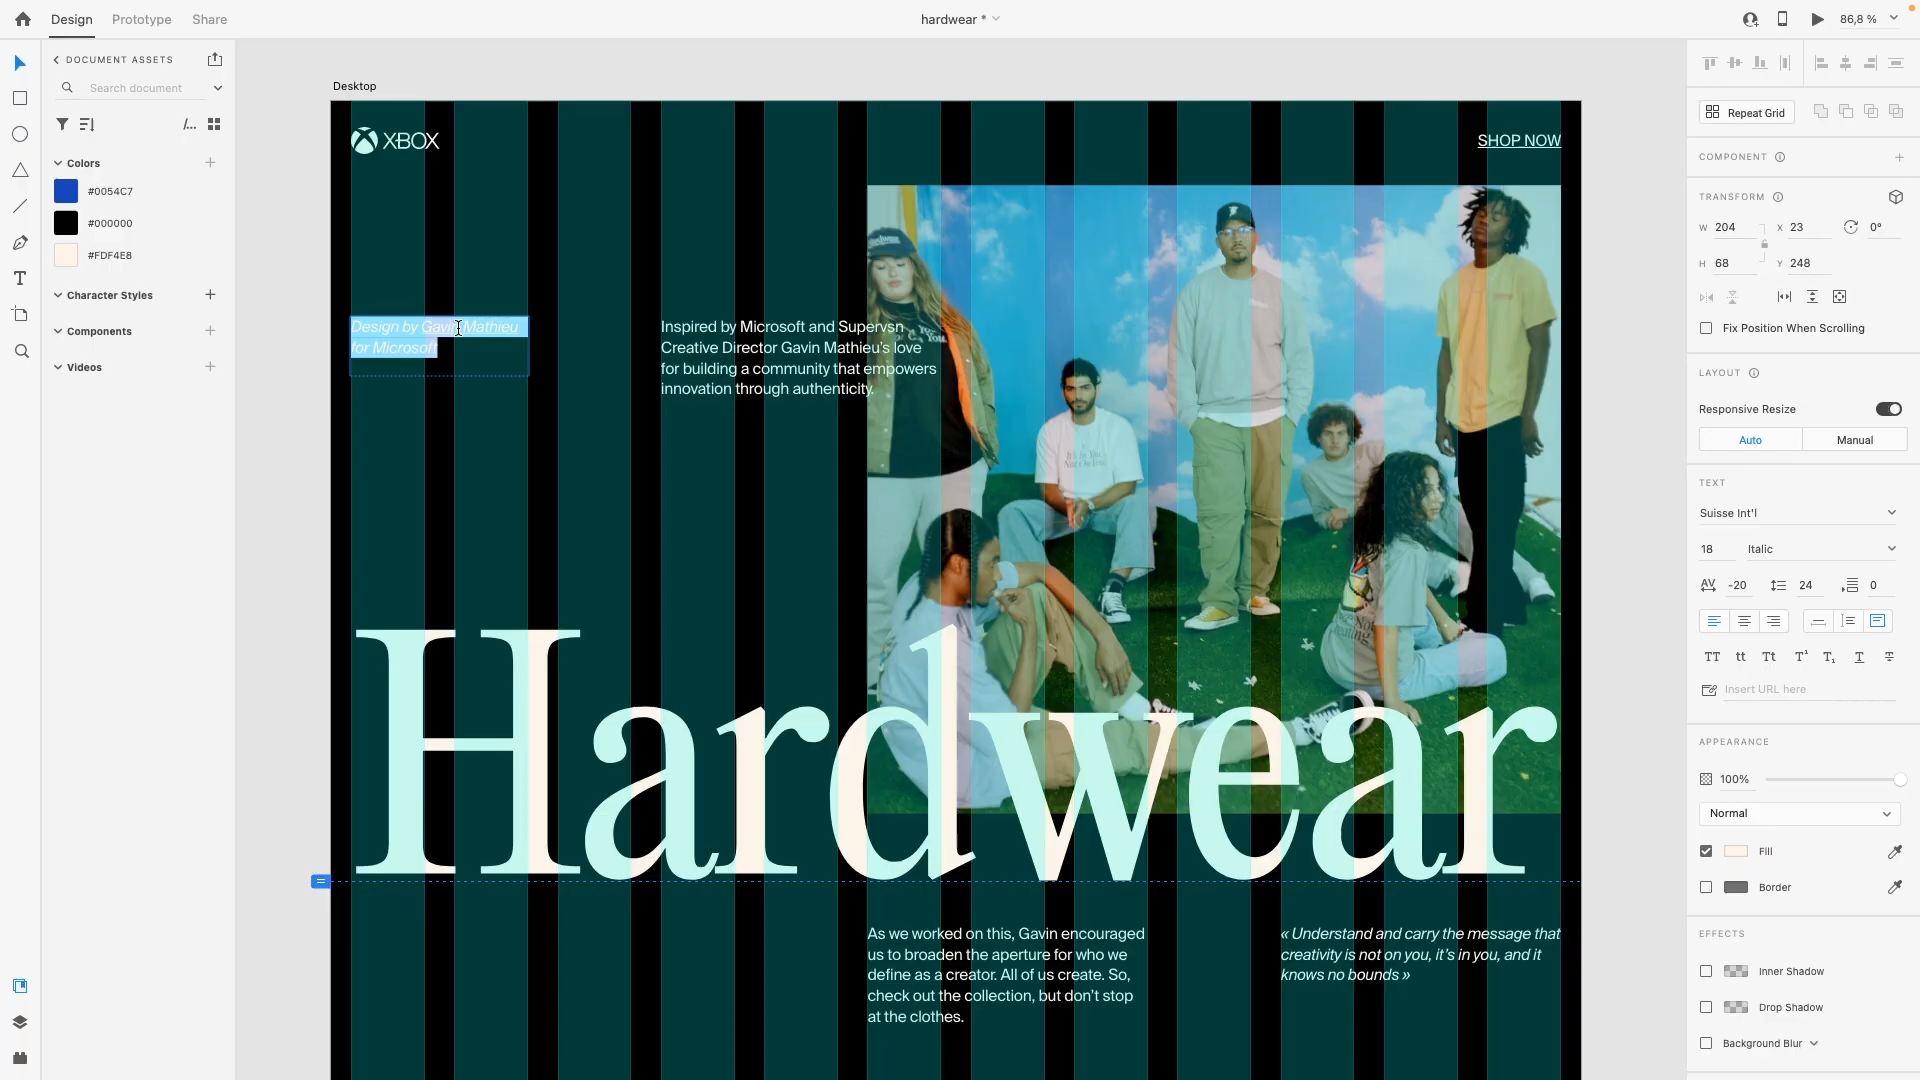 Design
Prototype
Share
hardwear *
86,8 %
DOCUMENT ASSETS
Search document
Colors
#0054C7
#000000
#FDF4E8
Character Styles
Components
Videos
Desktop
XBOX
SHOP NOW
Design by Gavin Mathieu
for Microsoft
Inspired by Microsoft and Supervsn
Creative Director Gavin Mathieu's love
for building a community that empowers
innovation through authenticity.
Hardwear
As we worked on this, Gavin encouraged
us to broaden the aperture for who we
define as a creator. All of us create. So,
check out the collection, but don't stop
at the clothes.
« Understand and carry the message that
creativity is not on you, it's in you, and it
knows no bounds »
Repeat Grid
COMPONENT
TRANSFORM
W 204 X 23 0°
H 68 Y 248
Fix Position When Scrolling
LAYOUT
Responsive Resize
Auto Manual
TEXT
Suisse Int'l
18 Italic
AV -20 24 0
TT tt Tt T¹ T₁ T T
Insert URL here
APPEARANCE
100%
Normal
Fill
Border
EFFECTS
Inner Shadow
Drop Shadow
Background Blur